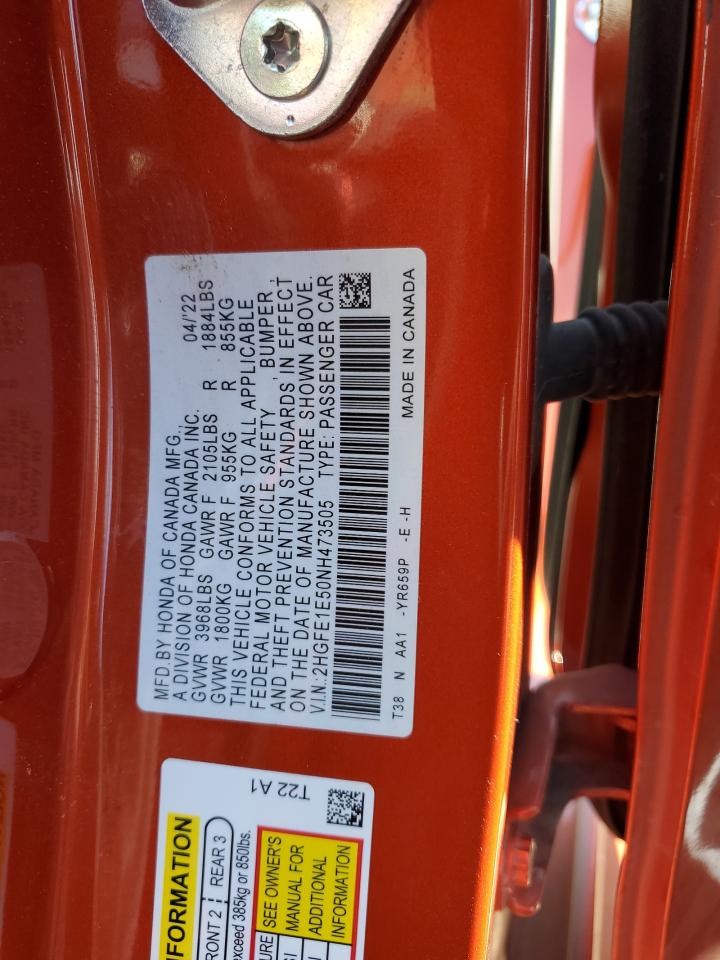 MFD.BY HONDA OF CANADA MFG., 04/'22
A DIVISION OF HONDA CANADA INC.
GVWR 3968LBS GAWR F 2105LBS R 1884LBS
GVWR 1800KG GAWR F 955KG R 855KG
THIS VEHICLE CONFORMS TO ALL APPLICABLE
FEDERAL MOTOR VEHICLE SAFETY , BUMPER ,
AND THEFT PREVENTION STANDARDS, IN EFFECT
ON THE DATE OF MANUFACTURE SHOWN ABOVE.
V.I.N.:2HGFE1E50NH473505 TYPE: PASSENGER CAR
T38 N AA1 -YR659P -E -H MADE IN CANADA
T22 A1
FORMATION
RONT 2 REAR 3
exceed 385kg or 850lbs.
URE SEE OWNER'S
MANUAL FOR
ADDITIONAL
INFORMATION